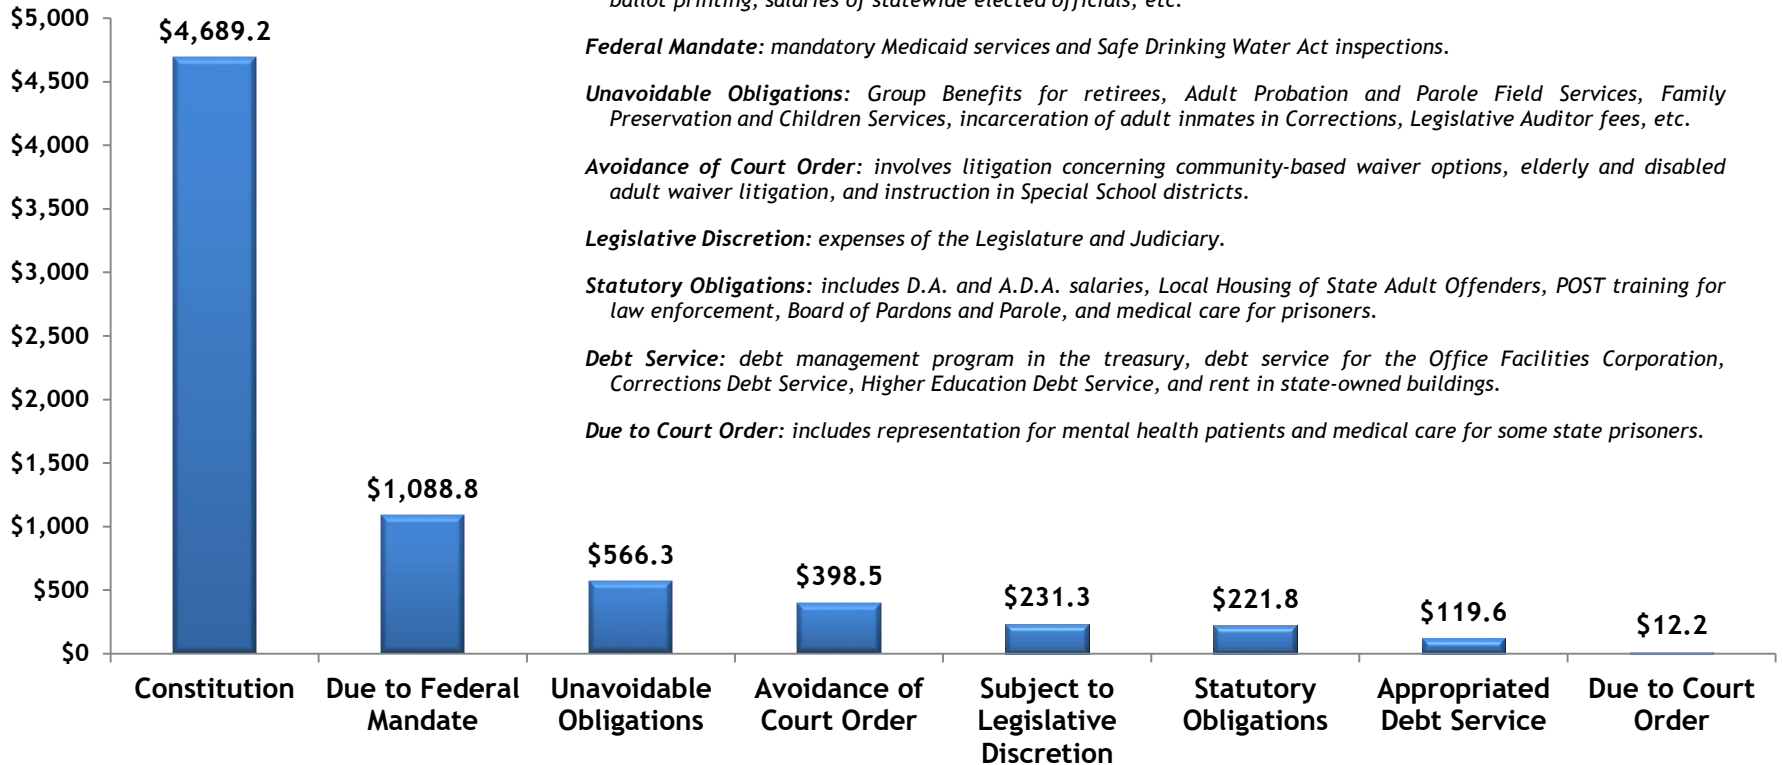 ballot printing, salaries of statewide elected officials, etc.
Federal Mandate: mandatory Medicaid services and Safe Drinking Water Act inspections.
Unavoidable Obligations: Group Benefits for retirees, Adult Probation and Parole Field Services, Family
Preservation and Children Services, incarceration of adult inmates in Corrections, Legislative Auditor fees, etc.
Avoidance of Court Order: involves litigation concerning community-based waiver options, elderly and disabled
adult waiver litigation, and instruction in Special School districts.
Legislative Discretion: expenses of the Legislature and Judiciary.
Statutory Obligations: includes D.A. and A.D.A. salaries, Local Housing of State Adult Offenders, POST training for
law enforcement, Board of Pardons and Parole, and medical care for prisoners.
Debt Service: debt management program in the treasury, debt service for the Office Facilities Corporation,
Corrections Debt Service, Higher Education Debt Service, and rent in state-owned buildings.
Due to Court Order: includes representation for mental health patients and medical care for some state prisoners.
$5,000
$4,500
$4,000
$3,500
$3,000
$2,500
$2,000
$1,500
$1,000
$500
$0
$4,689.2
$1,088.8
$566.3
$398.5
$231.3
$221.8
$119.6
$12.2
Constitution
Due to Federal
Mandate
Unavoidable
Obligations
Avoidance of
Court Order
Subject to
Legislative
Discretion
Statutory
Obligations
Appropriated
Debt Service
Due to Court
Order